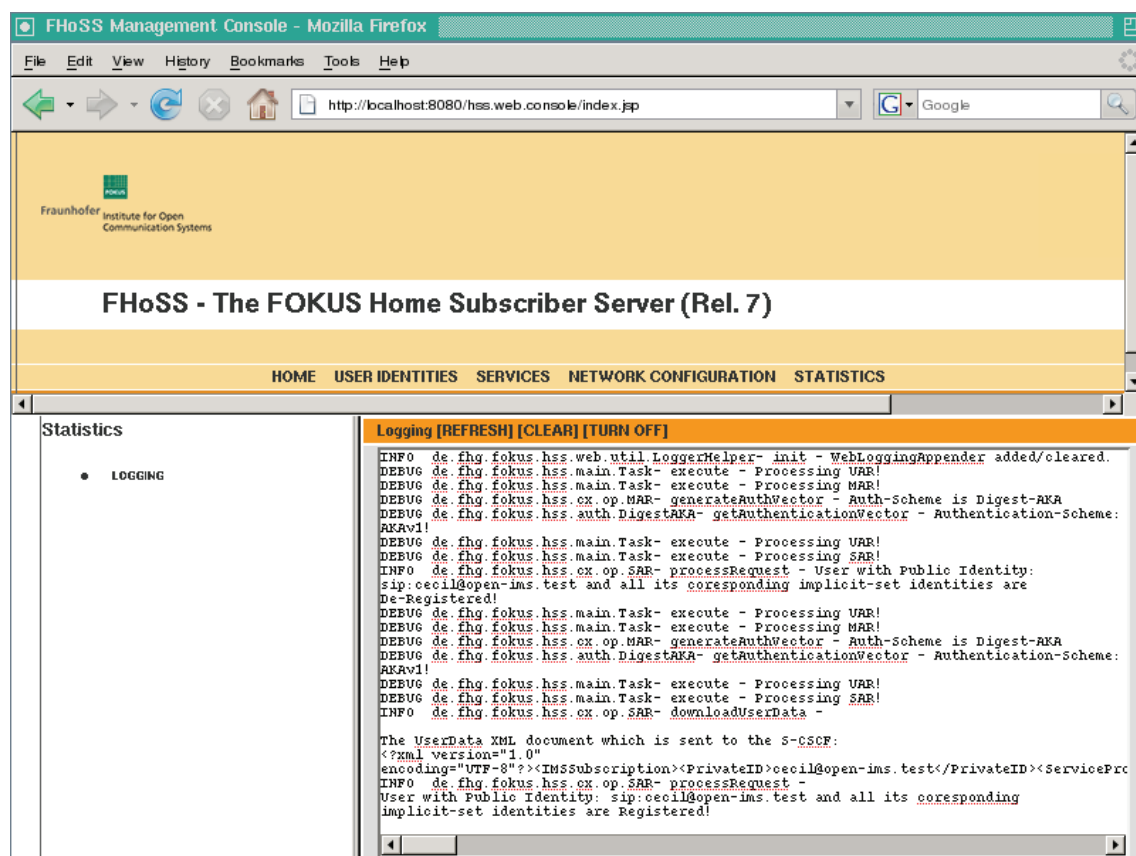 FHoSS Management Console - Mozilla Firefox
File Edit View History Bookmarks Tools Help
http://localhost:8080/hss.web.console/index.jsp
G Google
FOKUS
Fraunhofer Institute for Open
Communication Systems
FHoSS - The FOKUS Home Subscriber Server (Rel. 7)
HOME USER IDENTITIES SERVICES NETWORK CONFIGURATION STATISTICS
Statistics
LOGGING
Logging [REFRESH] [CLEAR] [TURN OFF]
INFO de.fhg.fokus.hss.web.util.LoggerHelper- init - WebLoggingAppender added/cleared.
DEBUG de.fhg.fokus.hss.main.Task- execute - Processing UAR!
DEBUG de.fhg.fokus.hss.main.Task- execute - Processing MAR!
DEBUG de.fhg.fokus.hss.cx.op.MAR- generateAuthVector - Auth-Scheme is Digest-AKA
DEBUG de.fhg.fokus.hss.auth.DigestAKA- getAuthenticationVector - Authentication-Scheme:
AKAv1!
DEBUG de.fhg.fokus.hss.main.Task- execute - Processing UAR!
DEBUG de.fhg.fokus.hss.main.Task- execute - Processing SAR!
INFO de.fhg.fokus.hss.cx.op.SAR- processRequest - User with Public Identity:
sip:cecil@open-ims.test and all its coresponding implicit-set identities are
De-Registered!
DEBUG de.fhg.fokus.hss.main.Task- execute - Processing UAR!
DEBUG de.fhg.fokus.hss.main.Task- execute - Processing MAR!
DEBUG de.fhg.fokus.hss.cx.op.MAR- generateAuthVector - Auth-Scheme is Digest-AKA
DEBUG de.fhg.fokus.hss.auth.DigestAKA- getAuthenticationVector - Authentication-Scheme:
AKAv1!
DEBUG de.fhg.fokus.hss.main.Task- execute - Processing UAR!
DEBUG de.fhg.fokus.hss.main.Task- execute - Processing SAR!
INFO de.fhg.fokus.hss.cx.op.SAR- downloadUserData -
The UserData XML document which is sent to the S-CSCF:
<?xml version="1.0"
encoding="UTF-8"?><IMSSubscription><PrivateID>cecil@open-ims.test</PrivateID><ServicePro
INFO de.fhg.fokus.hss.cx.op.SAR- processRequest -
User with Public Identity: sip:cecil@open-ims.test and all its coresponding
implicit-set identities are Registered!